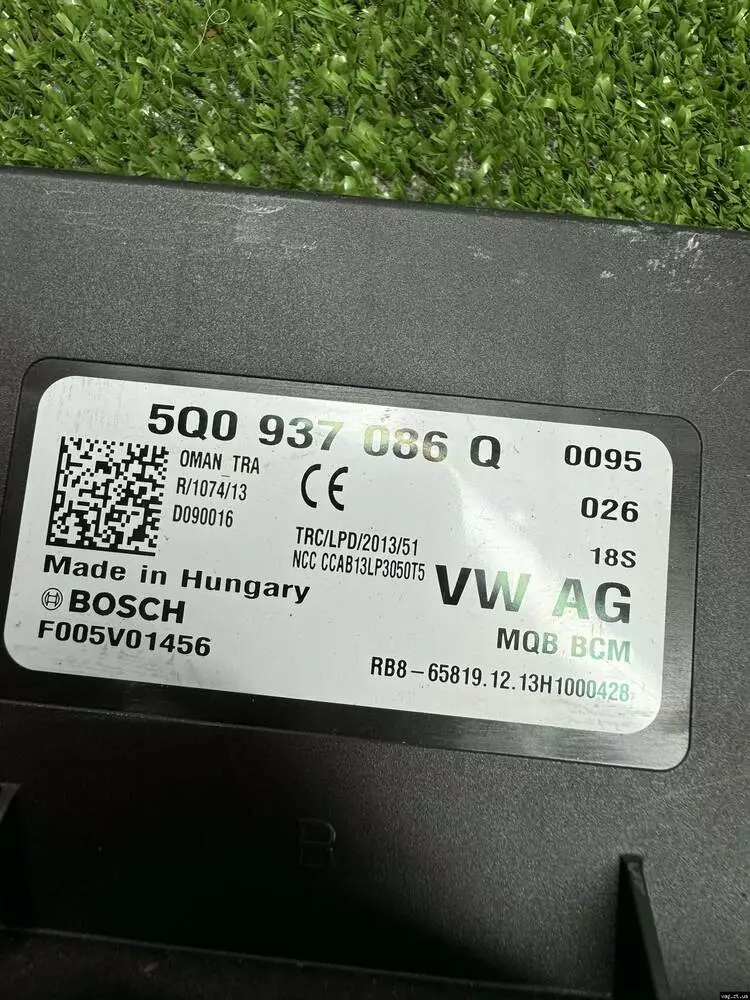 5Q0 937 086 Q 0095
OMAN_TRA
R/1074/13
D090016
CE
026
TRC/LPD/2013/51
NCC CCAB13LP3050T5
18S
Made in Hungary
VW AG
BOSCH
MQB BCM
F005V01456
RB8-65819.12.13H1000428
B
vag.zt.ua